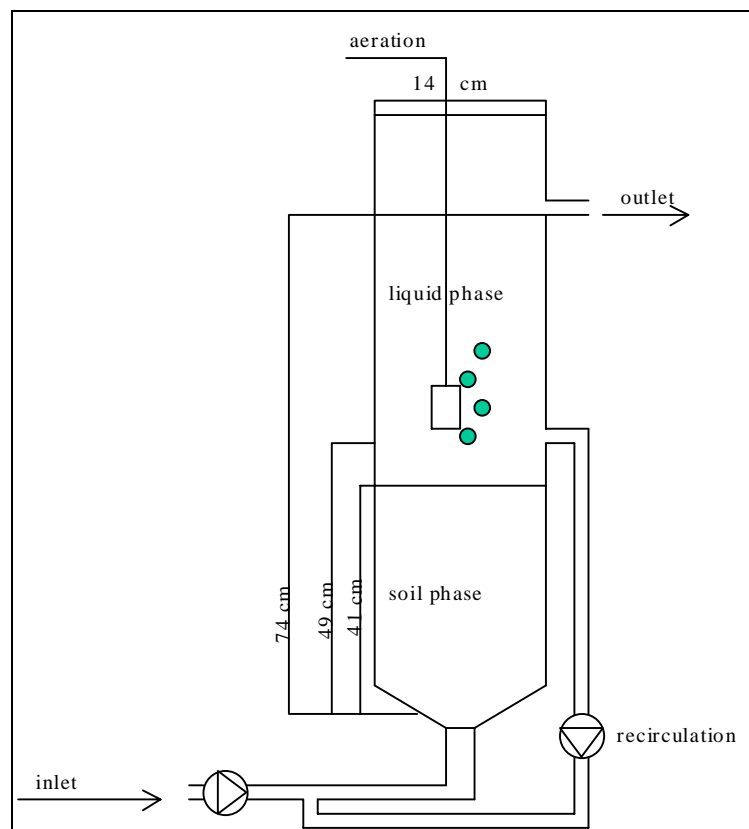 aeration
14 cm
outlet
liquid phase
74 cm
49 cm
41 cm
soil phase
recirculation
inlet